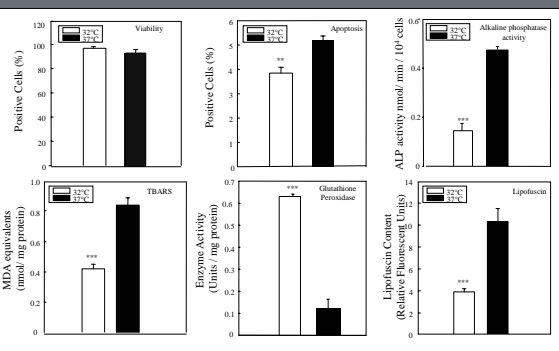 120
100
80
60
40
20
0
Positive Cells (%)
32°C
37°C
Viability
6
5
4
3
2
1
0
Positive Cells (%)
32°C
37°C
Apoptosis
**
0.6
0.4
0.2
0
ALP activity nmol/ min / 10⁴ cells
32°C
37°C
Alkaline phosphatase
activity
***
1.0
0.8
0.6
0.4
0.2
0
MDA equivalents
(nmol/ mg protein)
32°C
37°C
TBARS
***
0.7
0.6
0.5
0.4
0.3
0.2
0.1
0
Enzyme Activity
(Units / mg protein)
32°C
37°C
Glutathione
Peroxidase
***
14
12
10
8
6
4
2
0
Lipofuscin Content
(Relative Fluorescent Units)
32°C
37°C
Lipofuscin
***